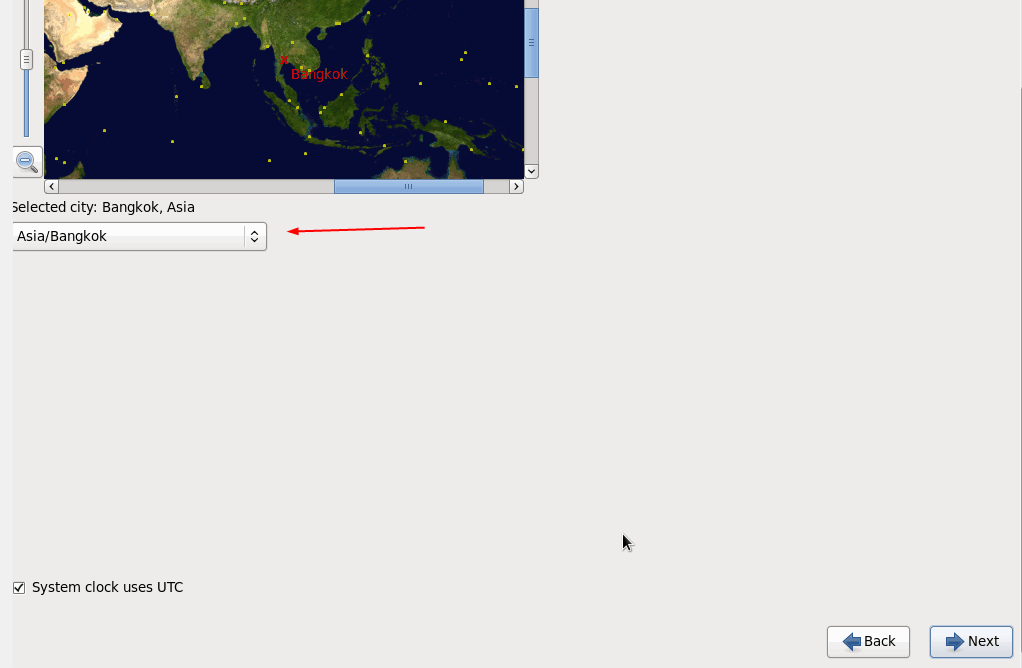 Bangkok
Selected city: Bangkok, Asia
Asia/Bangkok
System clock uses UTC
Back
Next